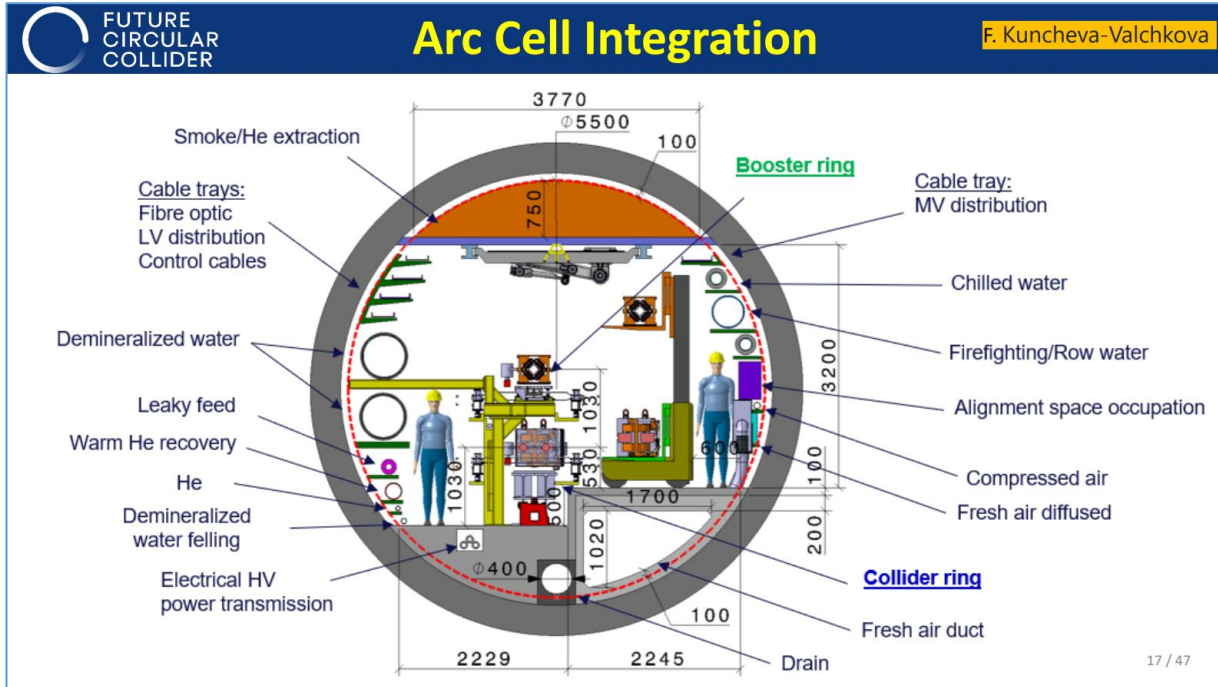 FUTURE
CIRCULAR
COLLIDER
Arc Cell Integration
F. Kuncheva-Valchkova
3770
Ø5500
100
Smoke/He extraction
Booster ring
Cable trays:
Fibre optic
LV distribution
Control cables
Cable tray:
MV distribution
750
Chilled water
Demineralized water
Firefighting/Row water
3200
Leaky feed
Alignment space occupation
1030
Warm He recovery
600
Compressed air
He
1030
530
100
Fresh air diffused
Demineralized
water felling
500
1700
200
Electrical HV
power transmission
Ø400
1020
Collider ring
100
Fresh air duct
2229
2245
Drain
17 / 47